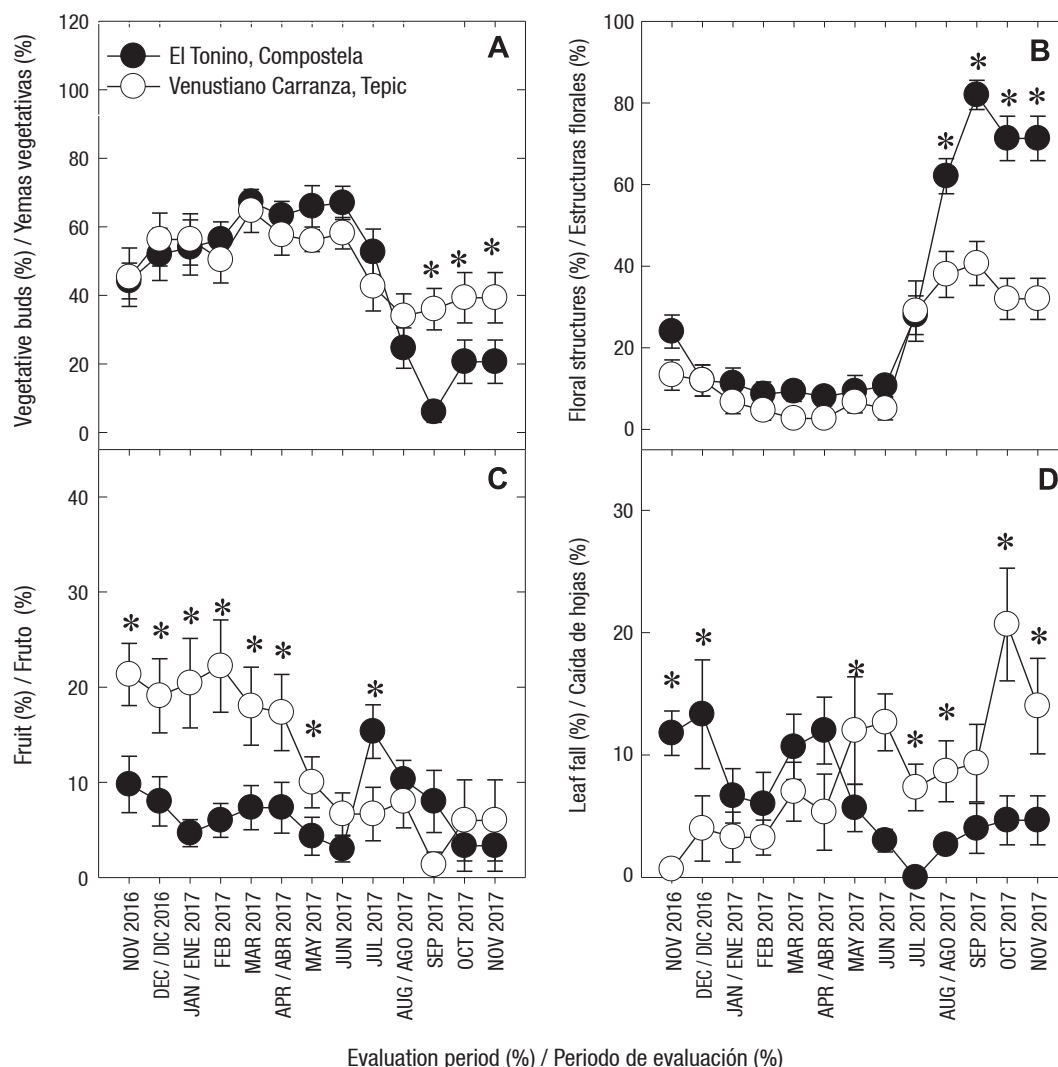 A
El Tonino, Compostela
Venustiano Carranza, Tepic
Vegetative buds (%) / Yemas vegetativas (%)
120
100
80
60
40
20
0
* * *
B
Floral structures (%) / Estructuras florales (%)
100
80
60
40
20
0
* * * *
C
Fruit (%) / Fruto (%)
40
30
20
10
0
* * * * * * * *
NOV 2016
DEC / DIC 2016
JAN / ENE 2017
FEB 2017
MAR 2017
APR / ABR 2017
MAY 2017
JUN 2017
JUL 2017
AUG / AGO 2017
SEP 2017
OCT 2017
NOV 2017
D
Leaf fall (%) / Caída de hojas (%)
30
20
10
0
* * * * * * *
NOV 2016
DEC / DIC 2016
JAN / ENE 2017
FEB 2017
MAR 2017
APR / ABR 2017
MAY 2017
JUN 2017
JUL 2017
AUG / AGO 2017
SEP 2017
OCT 2017
NOV 2017
Evaluation period (%) / Periodo de evaluación (%)